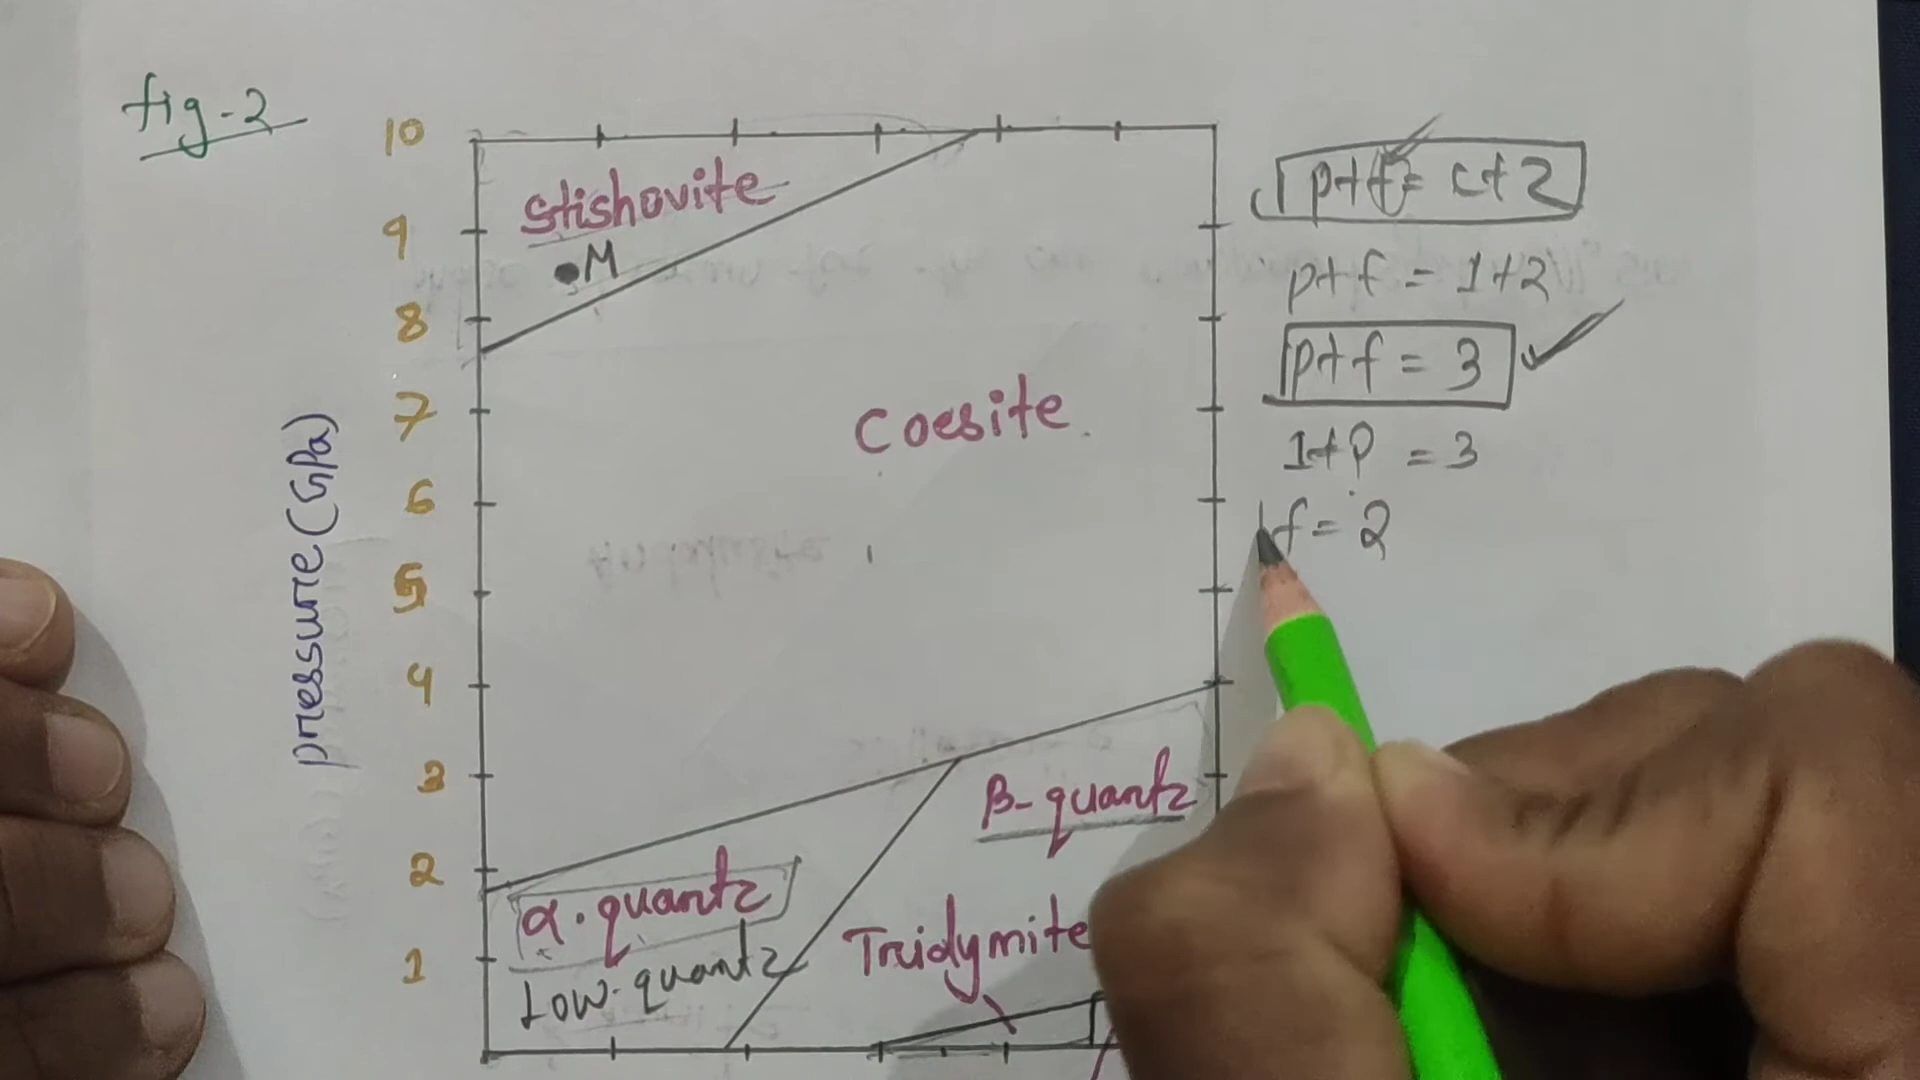 fig-2
10
9
8
7
6
5
4
3
2
1
pressure (GPa)
Stishovite
M
Coesite
β-quartz
α.quartz
Low-quartz
Tridymite
p+f = c+2
p+f = 1+2
p+f = 3
1+p = 3
f = 2